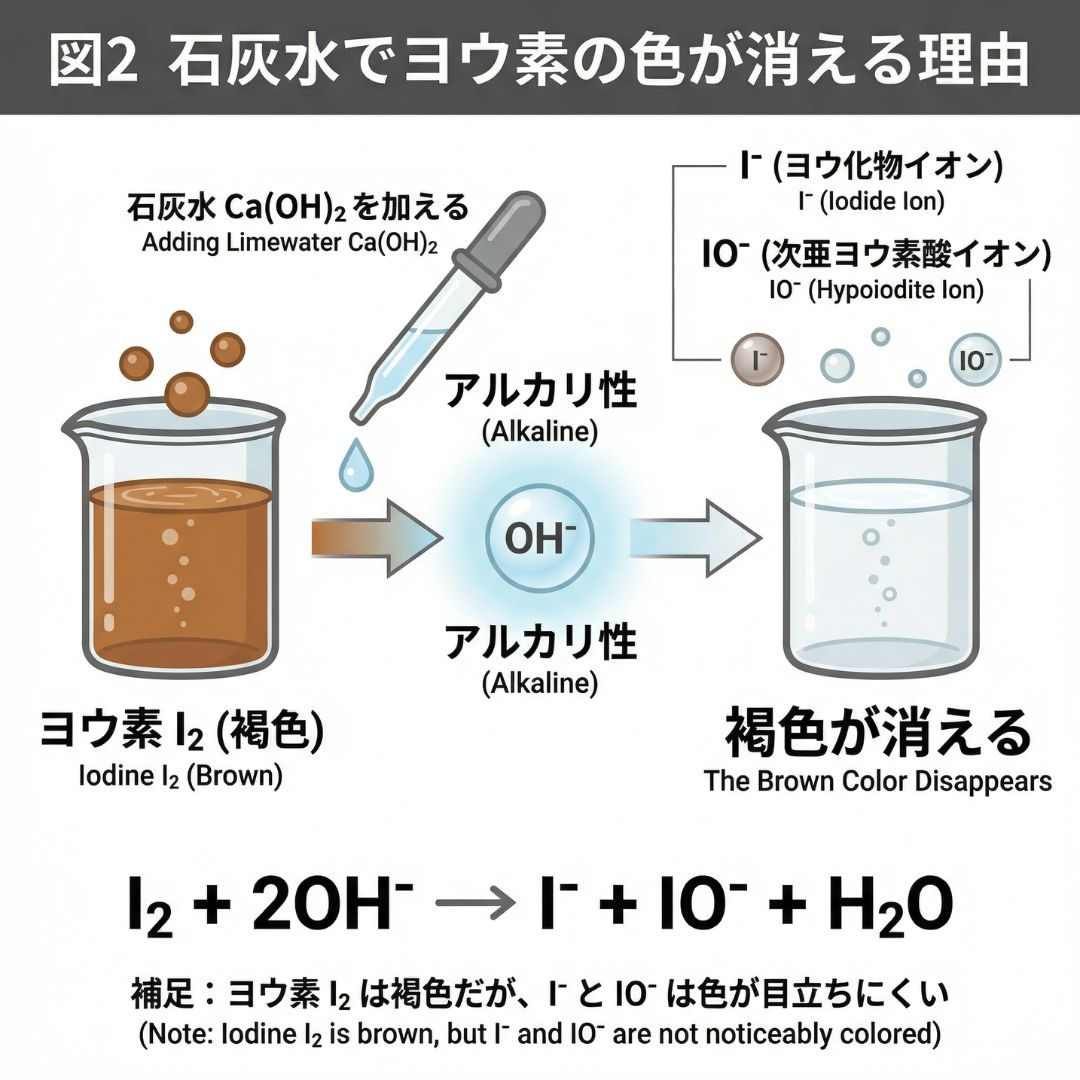 図2 石灰水でヨウ素の色が消える理由
石灰水 Ca(OH)₂ を加える
Adding Limewater Ca(OH)₂
I⁻ (ヨウ化物イオン)
I⁻ (Iodide Ion)
IO⁻ (次亜ヨウ素酸イオン)
IO⁻ (Hypoiodite Ion)
I⁻
IO⁻
アルカリ性
(Alkaline)
OH⁻
アルカリ性
(Alkaline)
ヨウ素 I₂ (褐色)
Iodine I₂ (Brown)
褐色が消える
The Brown Color Disappears
I₂ + 2OH⁻ → I⁻ + IO⁻ + H₂O
補足：ヨウ素 I₂ は褐色だが、I⁻ と IO⁻ は色が目立ちにくい
(Note: Iodine I₂ is brown, but I⁻ and IO⁻ are not noticeably colored)